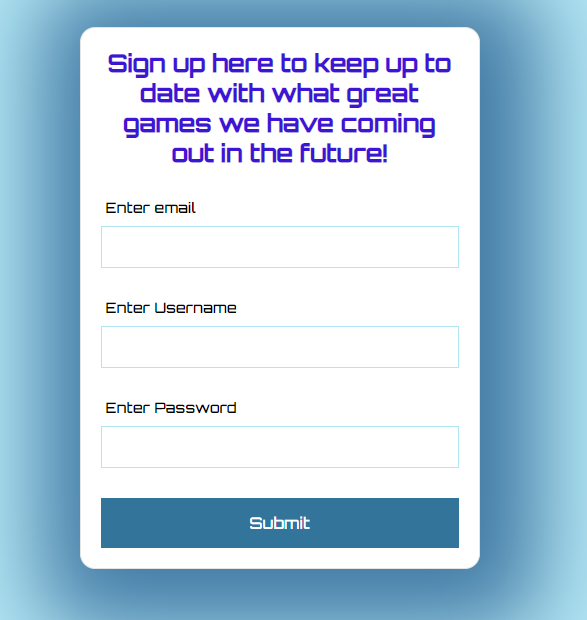 Sign up here to keep up to
date with what great
games we have coming
out in the future!
Enter email
Enter Username
Enter Password
Submit